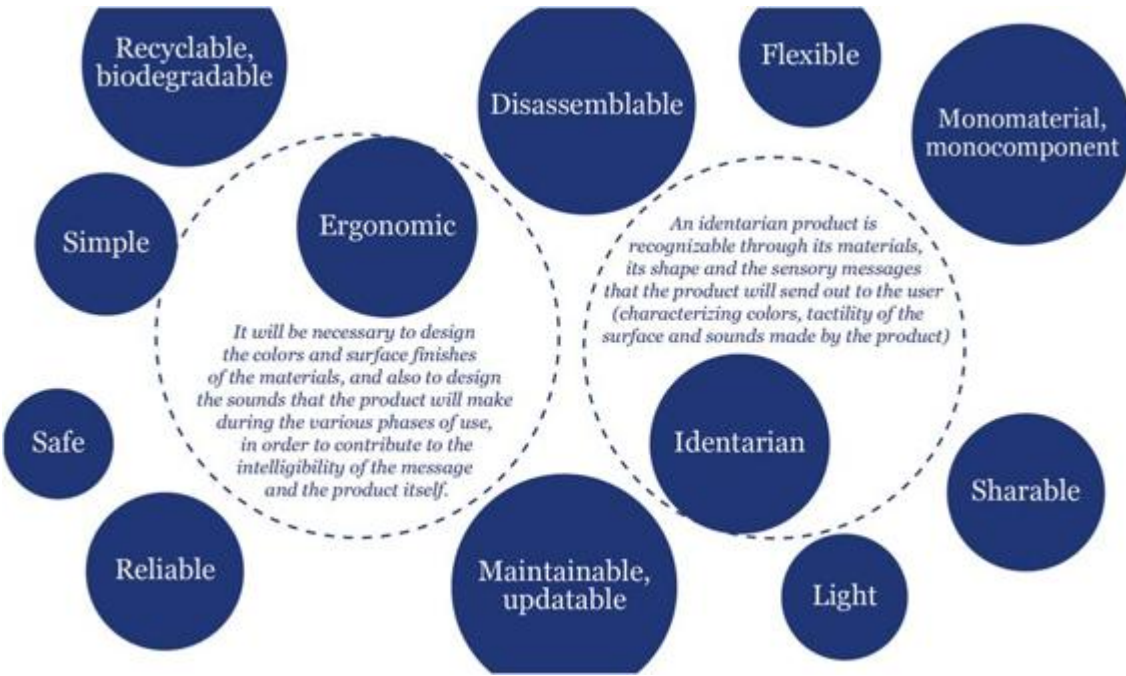 Recyclable,
biodegradable
Flexible
Disassemblable
Monomaterial,
monocomponent
Simple
Ergonomic
An identarian product is
recognizable through its materials,
its shape and the sensory messages
that the product will send out to the user
(characterizing colors, tactility of the
surface and sounds made by the product)
It will be necessary to design
the colors and surface finishes
of the materials, and also to design
the sounds that the product will make
during the various phases of use,
in order to contribute to the
intelligibility of the message
and the product itself.
Safe
Identarian
Sharable
Reliable
Maintainable,
updatable
Light